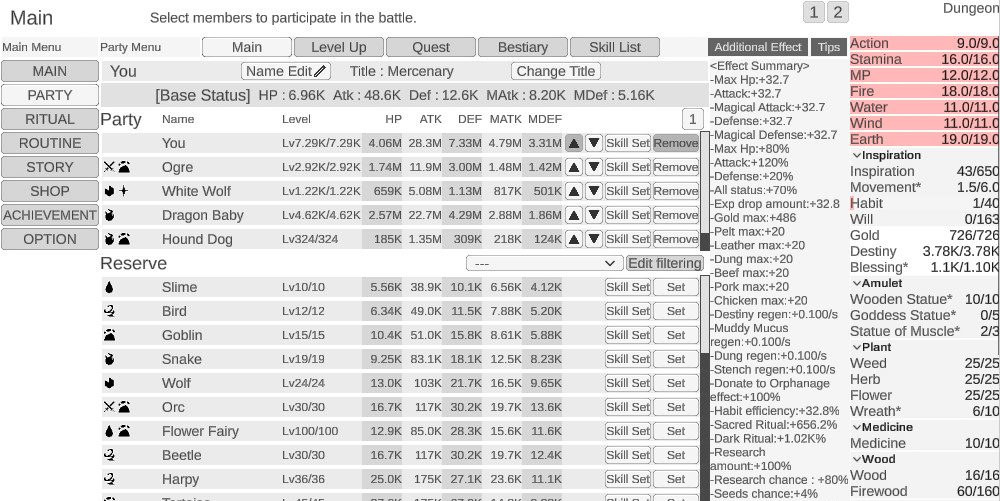 Main
Select members to participate in the battle.
1 2
Dungeon
Main Menu
Party Menu
Main
Level Up
Quest
Bestiary
Skill List
MAIN
PARTY
RITUAL
ROUTINE
STORY
SHOP
ACHIEVEMENT
OPTION
You
Name Edit
Title : Mercenary
Change Title
[Base Status] HP : 6.96K Atk : 48.6K Def : 12.6K MAtk : 8.20K MDef : 5.16K
Party Name Level HP ATK DEF MATK MDEF 1
You Lv7.29K/7.29K 4.06M 28.3M 7.33M 4.79M 3.31M ▲ ▼ Skill Set Remove
Ogre Lv2.92K/2.92K 1.74M 11.9M 3.00M 1.48M 1.42M ▲ ▼ Skill Set Remove
White Wolf Lv1.22K/1.22K 659K 5.08M 1.13M 817K 501K ▲ ▼ Skill Set Remove
Dragon Baby Lv4.62K/4.62K 2.57M 22.7M 4.29M 2.88M 1.86M ▲ ▼ Skill Set Remove
Hound Dog Lv324/324 185K 1.35M 309K 218K 124K ▲ ▼ Skill Set Remove
Reserve --- Edit filtering
Slime Lv10/10 5.56K 38.9K 10.1K 6.56K 4.12K Skill Set Set
Bird Lv12/12 6.34K 49.0K 11.5K 7.88K 5.20K Skill Set Set
Goblin Lv15/15 10.4K 51.0K 15.8K 8.61K 5.88K Skill Set Set
Snake Lv19/19 9.25K 83.1K 18.1K 12.5K 8.23K Skill Set Set
Wolf Lv24/24 13.0K 103K 21.7K 16.5K 9.65K Skill Set Set
Orc Lv30/30 16.7K 117K 30.2K 19.7K 13.6K Skill Set Set
Flower Fairy Lv100/100 12.9K 85.0K 28.3K 15.6K 11.6K Skill Set Set
Beetle Lv30/30 16.7K 117K 30.2K 19.7K 12.4K Skill Set Set
Harpy Lv36/36 25.0K 175K 27.1K 23.6K 11.1K Skill Set Set
Additional Effect
Tips
<Effect Summary>
-Max Hp:+32.7
-Attack:+32.7
-Magical Attack:+32.7
-Defense:+32.7
-Magical Defense:+32.7
-Max Hp:+80%
-Attack:+120%
-Defense:+20%
-All status:+70%
-Exp drop amount:+32.8
-Gold max:+486
-Pelt max:+20
-Leather max:+20
-Dung max:+20
-Beef max:+20
-Pork max:+20
-Chicken max:+20
-Destiny regen:+0.100/s
-Muddy Mucus
regen:+0.100/s
-Dung regen:+0.100/s
-Stench regen:+0.100/s
-Donate to Orphanage
effect:+100%
-Habit efficiency:+32.8%
-Sacred Ritual:+656.2%
-Dark Ritual:+1.02K%
-Research
amount:+100%
-Research chance : +80%
-Seeds chance:+4%
Action 9.0/9.0
Stamina 16.0/16.0
MP 12.0/12.0
Fire 18.0/18.0
Water 11.0/11.0
Wind 11.0/11.0
Earth 19.0/19.0
Inspiration
Inspiration 43/650
Movement* 1.5/6.0
Habit 1/40
Will 0/163
Gold 726/726
Destiny 3.78K/3.78K
Blessing* 1.1K/1.10K
Amulet
Wooden Statue* 10/10
Goddess Statue* 0/5
Statue of Muscle* 2/3
Plant
Weed 25/25
Herb 25/25
Flower 25/25
Wreath* 6/10
Medicine
Medicine 10/10
Wood
Wood 16/16
Firewood 60/160